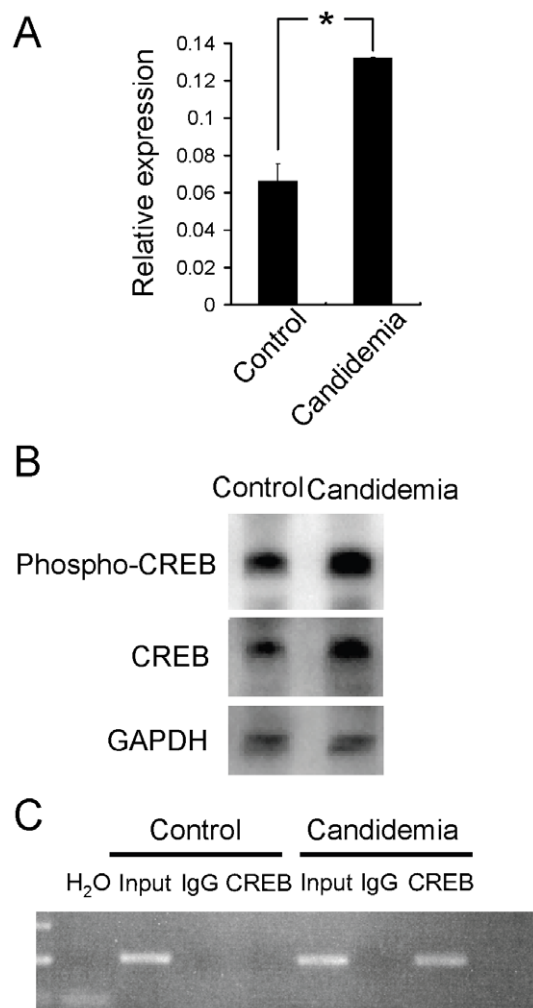 A
*
0.14
0.12
0.1
0.08
0.06
0.04
0.02
0
Relative expression
Control
Candidemia
B
Control Candidemia
Phospho-CREB
CREB
GAPDH
C
Control Candidemia
H₂O Input IgG CREB Input IgG CREB